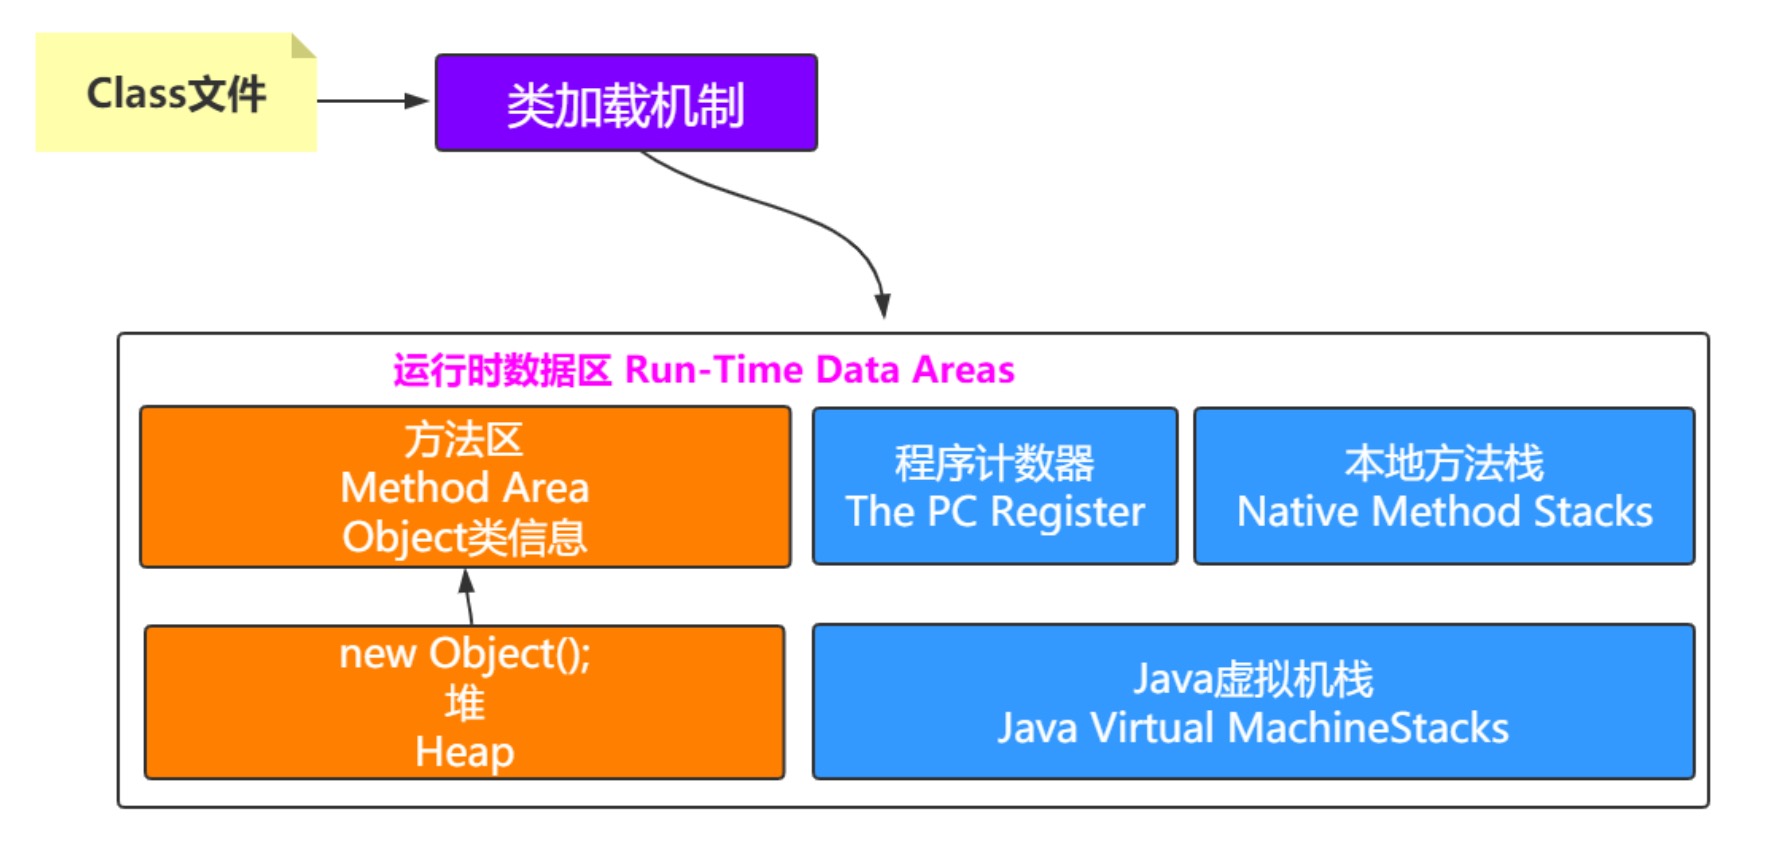 Class文件
类加载机制
运行时数据区 Run-Time Data Areas
方法区
Method Area
Object类信息
程序计数器
The PC Register
本地方法栈
Native Method Stacks
new Object();
堆
Heap
Java虚拟机栈
Java Virtual MachineStacks